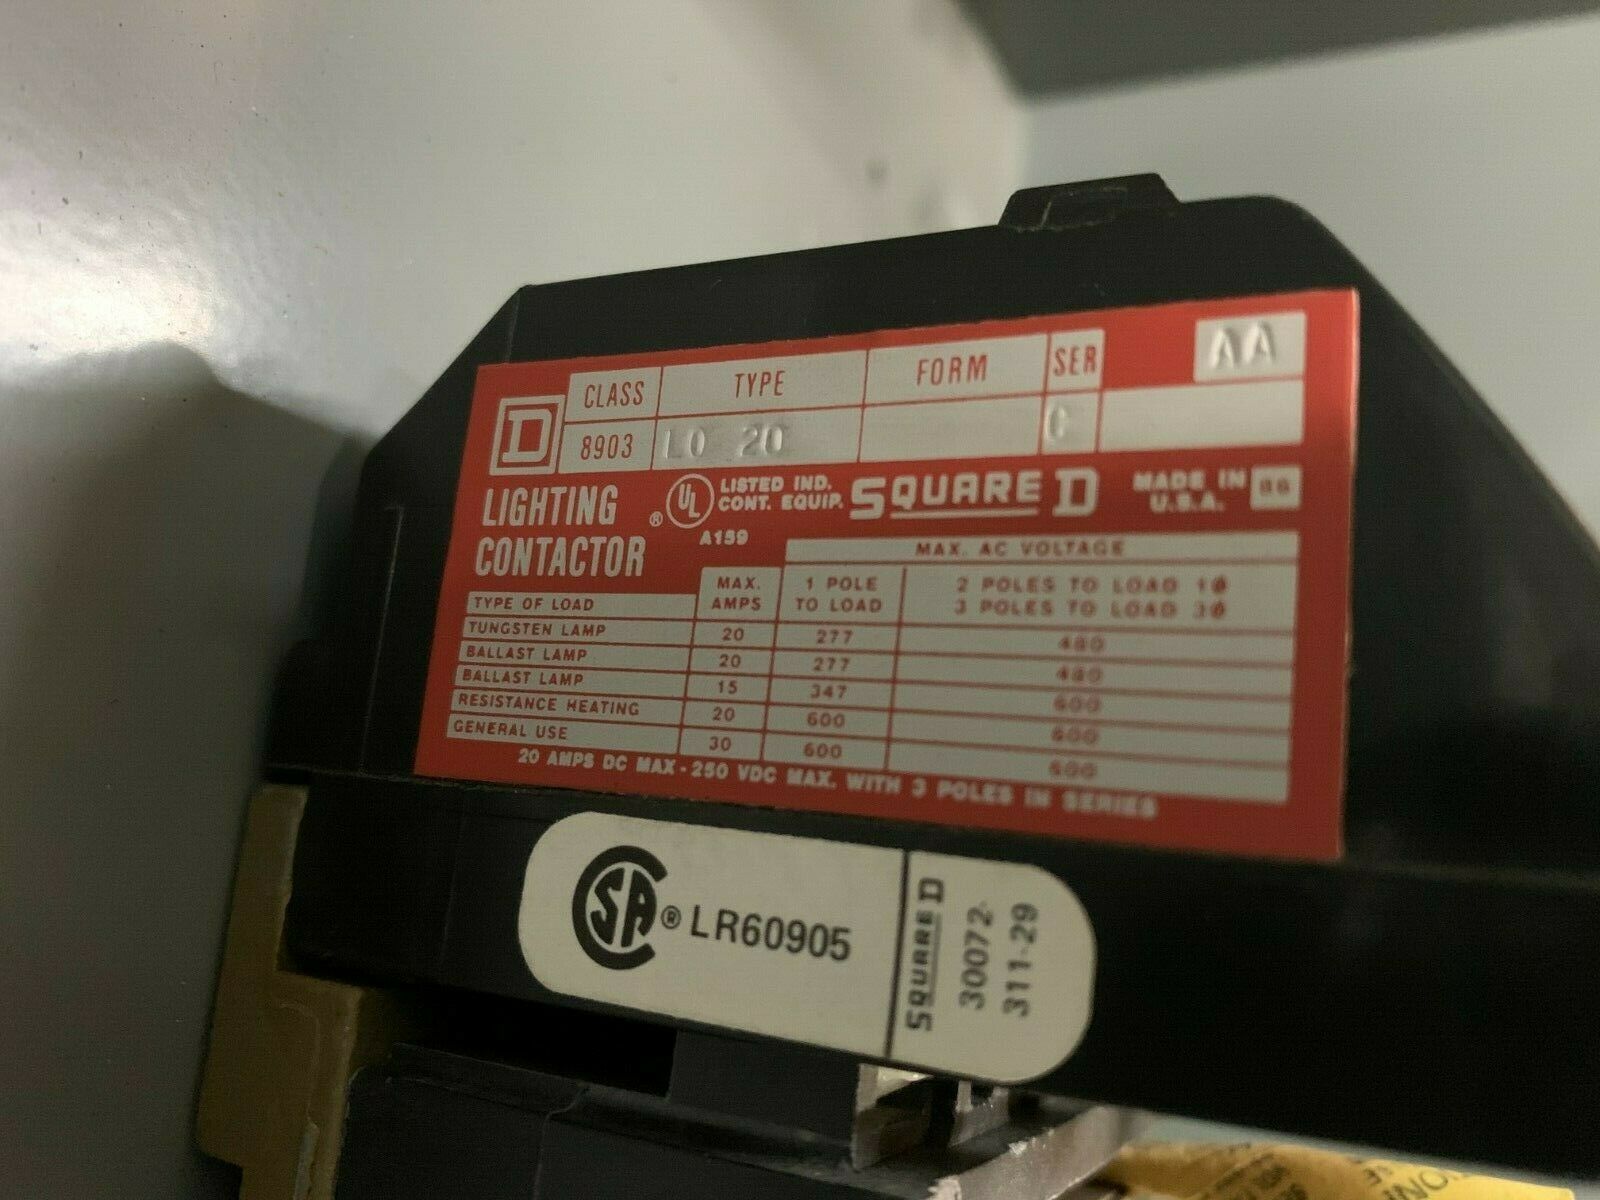 CLASS TYPE FORM SER AA
D 8903 LO 20 C
LIGHTING CONTACTOR ®
UL LISTED IND. CONT. EQUIP. SQUARE D MADE IN U.S.A.
A159
MAX. AC VOLTAGE
TYPE OF LOAD MAX. AMPS 1 POLE TO LOAD 2 POLES TO LOAD 1Ø 3 POLES TO LOAD 3Ø
TUNGSTEN LAMP 20 277 480
BALLAST LAMP 20 277 480
BALLAST LAMP 15 347 600
RESISTANCE HEATING 20 600 600
GENERAL USE 30 600 600
20 AMPS DC MAX - 250 VDC MAX. WITH 3 POLES IN SERIES
SA ® LR60905
SQUARE D
30072-
311-29